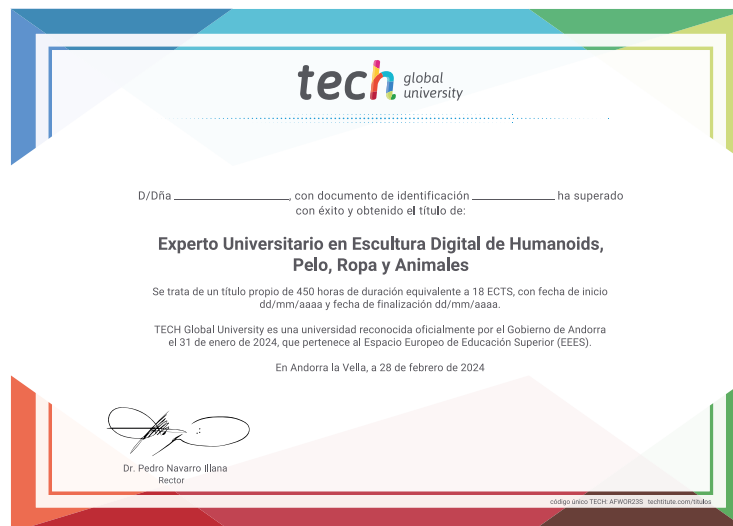 tech global university
D/Dña ____________, con documento de identificación ____________ ha superado
con éxito y obtenido el título de:
Experto Universitario en Escultura Digital de Humanoids,
Pelo, Ropa y Animales
Se trata de un título propio de 450 horas de duración equivalente a 18 ECTS, con fecha de inicio
dd/mm/aaaa y fecha de finalización dd/mm/aaaa.
TECH Global University es una universidad reconocida oficialmente por el Gobierno de Andorra
el 31 de enero de 2024, que pertenece al Espacio Europeo de Educación Superior (EEES).
En Andorra la Vella, a 28 de febrero de 2024
Dr. Pedro Navarro Illana
Rector
código único TECH: AFWOR23S techtitute.com/titulos